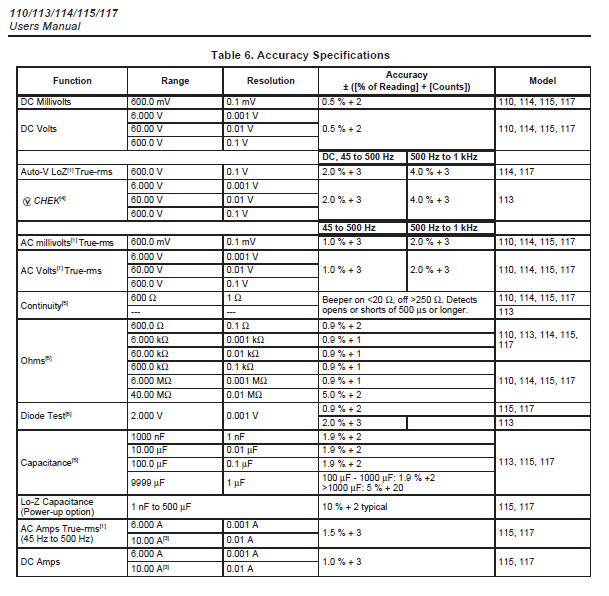 110/113/114/115/117
Users Manual
Table 6. Accuracy Specifications
Function Range Resolution Accuracy ± ([% of Reading] + [Counts]) Model
DC Millivolts 600.0 mV 0.1 mV 0.5 % + 2 110, 114, 115, 117
DC Volts 6.000 V 0.001 V 0.5 % + 2 110, 114, 115, 117
60.00 V 0.01 V
600.0 V 0.1 V
DC, 45 to 500 Hz 500 Hz to 1 kHz
Auto-V LoZ[1] True-rms 600.0 V 0.1 V 2.0 % + 3 4.0 % + 3 114, 117
Ⓥ CHEK[4] 6.000 V 0.001 V 2.0 % + 3 4.0 % + 3 113
60.00 V 0.01 V
600.0 V 0.1 V
45 to 500 Hz 500 Hz to 1 kHz
AC millivolts[1] True-rms 600.0 mV 0.1 mV 1.0 % + 3 2.0 % + 3 110, 114, 115, 117
AC Volts[1] True-rms 6.000 V 0.001 V 1.0 % + 3 2.0 % + 3 110, 114, 115, 117
60.00 V 0.01 V
600.0 V 0.1 V
Continuity[5] 600 Ω 1 Ω Beeper on <20 Ω, off >250 Ω. Detects 110, 114, 115, 117
--- --- opens or shorts of 500 μs or longer. 113
Ohms[5] 600.0 Ω 0.1 Ω 0.9 % + 2 110, 113, 114, 115, 117
6.000 kΩ 0.001 kΩ 0.9 % + 1
60.00 kΩ 0.01 kΩ 0.9 % + 1
600.0 kΩ 0.1 kΩ 0.9 % + 1 110, 114, 115, 117
6.000 MΩ 0.001 MΩ 0.9 % + 1
40.00 MΩ 0.01 MΩ 5.0 % + 2
Diode Test[5] 2.000 V 0.001 V 0.9 % + 2 115, 117
2.0 % + 3 113
Capacitance[5] 1000 nF 1 nF 1.9 % + 2 113, 115, 117
10.00 μF 0.01 μF 1.9 % + 2
100.0 μF 0.1 μF 1.9 % + 2
9999 μF 1 μF 100 μF - 1000 μF: 1.9 % +2
>1000 μF: 5 % + 20
Lo-Z Capacitance
(Power-up option) 1 nF to 500 μF 10 % + 2 typical 115, 117
AC Amps True-rms[1]
(45 Hz to 500 Hz) 6.000 A 0.001 A 1.5 % + 3 115, 117
10.00 A[3] 0.01 A
DC Amps 6.000 A 0.001 A 1.0 % + 3 115, 117
10.00 A[3] 0.01 A